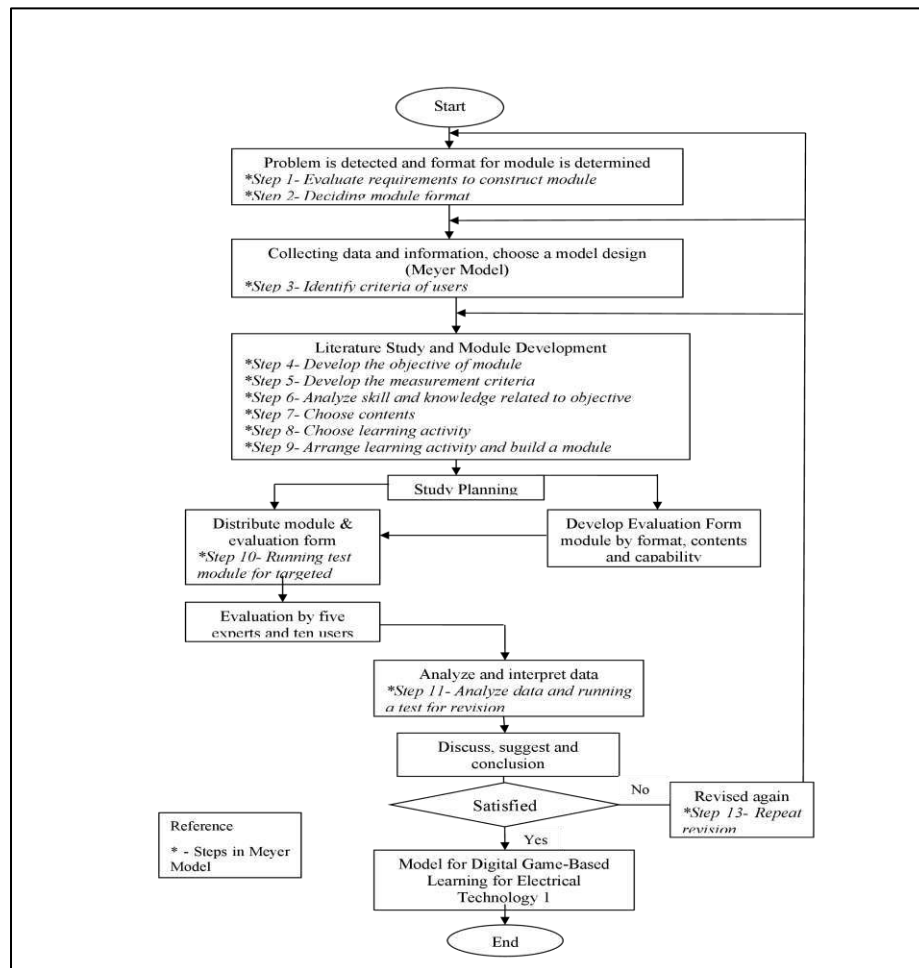 Start
Problem is detected and format for module is determined
*Step 1- Evaluate requirements to construct module
*Step 2- Deciding module format
Collecting data and information, choose a model design
(Meyer Model)
*Step 3- Identify criteria of users
Literature Study and Module Development
*Step 4- Develop the objective of module
*Step 5- Develop the measurement criteria
*Step 6- Analyze skill and knowledge related to objective
*Step 7- Choose contents
*Step 8- Choose learning activity
*Step 9- Arrange learning activity and build a module
Study Planning
Distribute module &
evaluation form
*Step 10- Running test
module for targeted
Develop Evaluation Form
module by format, contents
and capability
Evaluation by five
experts and ten users
Analyze and interpret data
*Step 11- Analyze data and running
a test for revision
Discuss, suggest and
conclusion
Satisfied
No
Revised again
*Step 13- Repeat
revision
Yes
Reference
* - Steps in Meyer
Model
Model for Digital Game-Based
Learning for Electrical
Technology 1
End